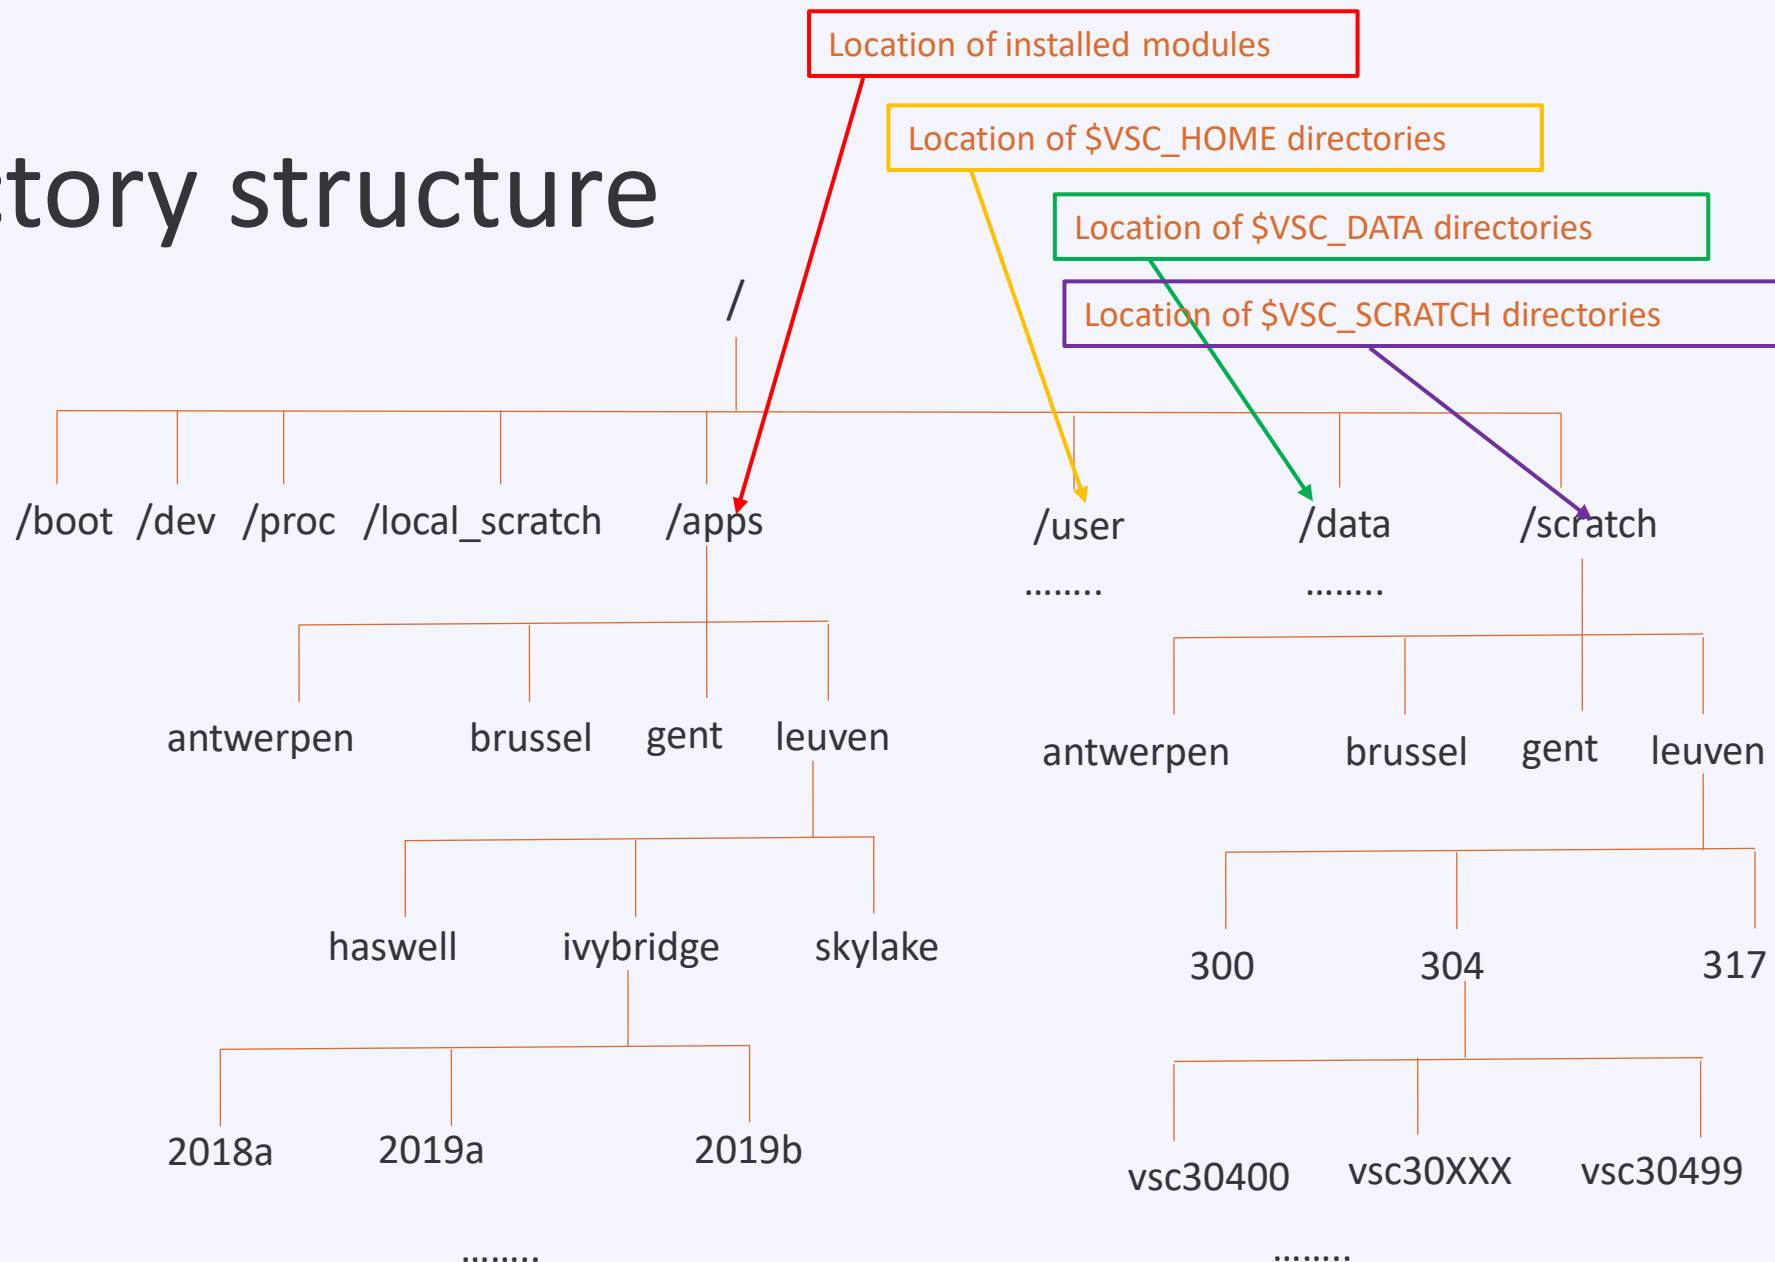 Location of installed modules
Location of $VSC_HOME directories
structure
Location of $VSC_DATA directories
/
Location of $VSC_SCRATCH directories
/boot /dev /proc /local_scratch /apps /user /data /scratch
........ ........
antwerpen brussel gent leuven antwerpen brussel gent leuven
haswell ivybridge skylake 300 304 317
2018a 2019a 2019b vsc30400 vsc30XXX vsc30499
........ ........